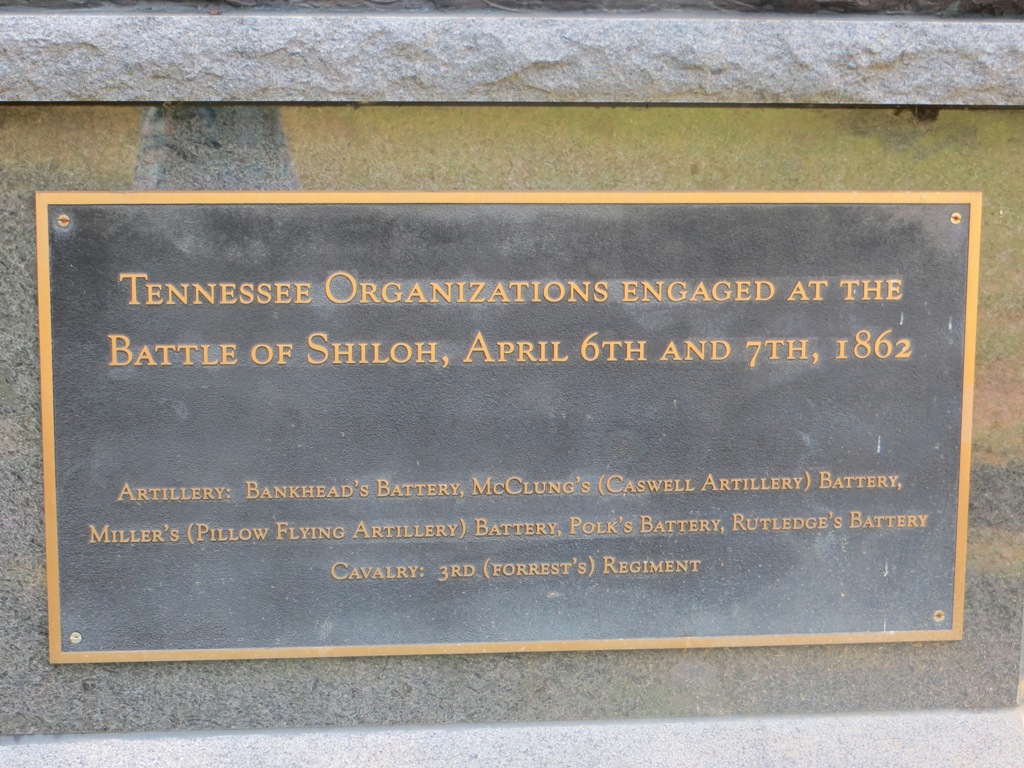 Tennessee Organizations engaged at the
Battle of Shiloh, April 6th and 7th, 1862
Artillery: Bankhead's Battery, McClung's (Caswell Artillery) Battery,
Miller's (Pillow Flying Artillery) Battery, Polk's Battery, Rutledge's Battery
Cavalry: 3rd (forrest's) Regiment